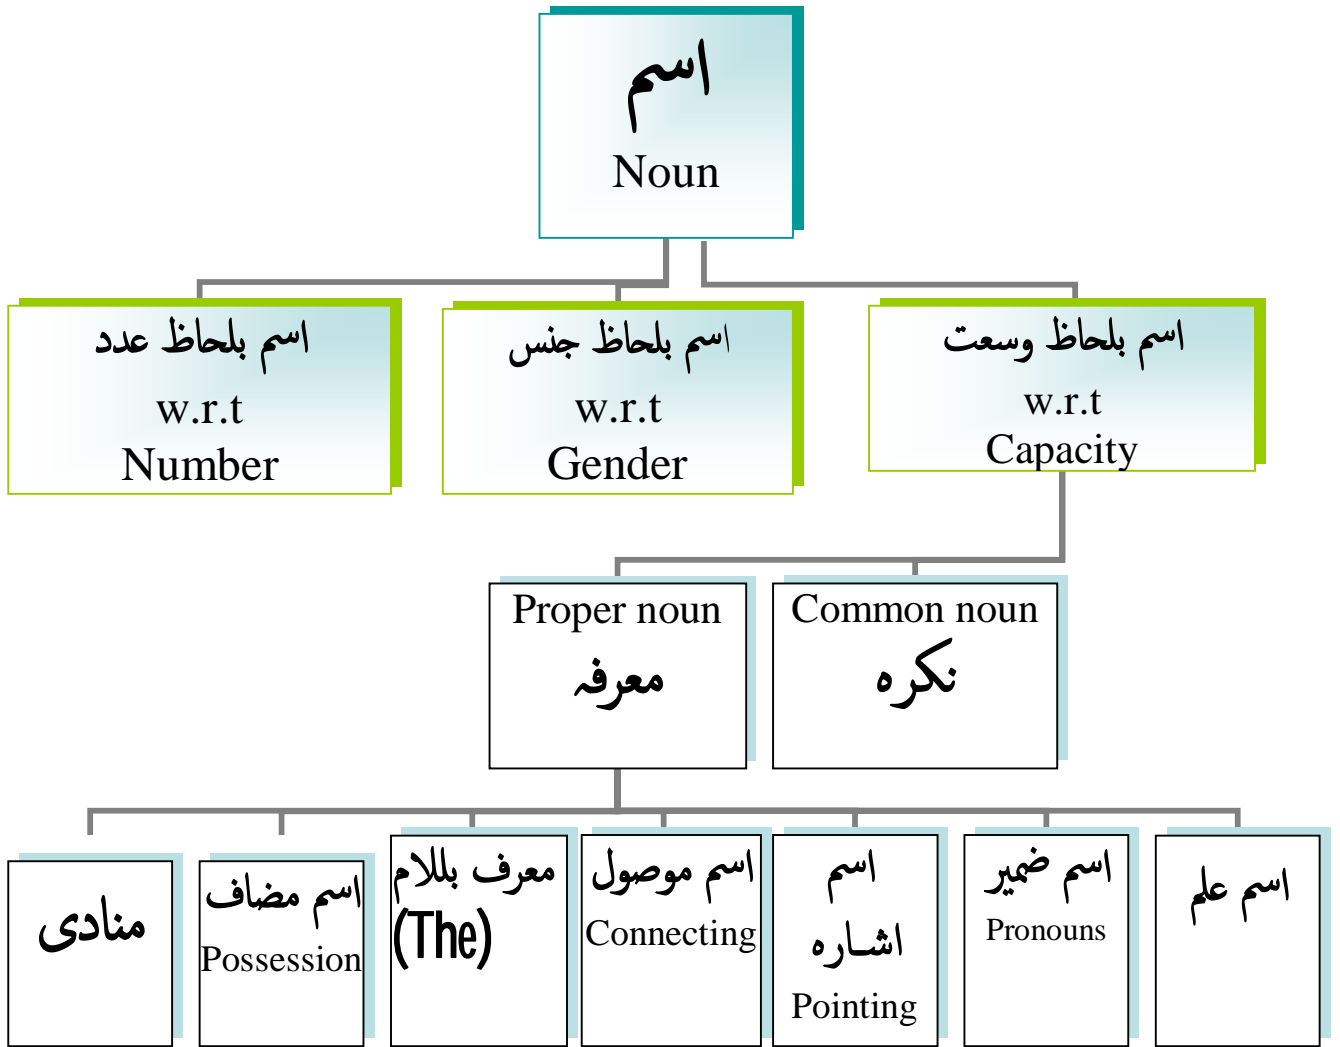 اسم
Noun
اسم بلحاظ عدد
w.r.t
Number
اسم بلحاظ جنس
w.r.t
Gender
اسم بلحاظ وسعت
w.r.t
Capacity
Proper noun
معرفہ
Common noun
نکرہ
منادی
اسم مضاف
Possession
معرف بللام
(The)
اسم موصول
Connecting
اسم
اشارہ
Pointing
اسم ضمیر
Pronouns
اسم علم